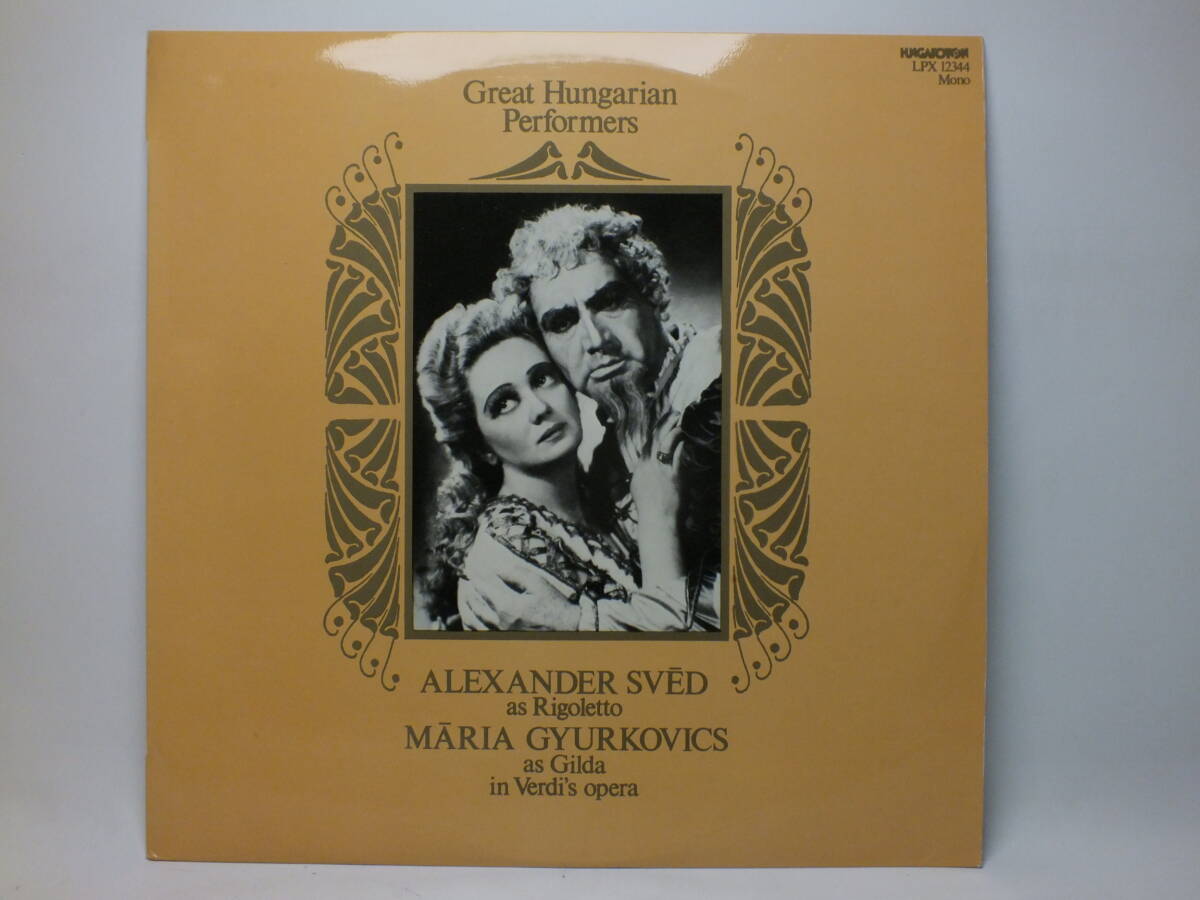 HUNGAROTON
LPX 12344
Mono
Great Hungarian
Performers
ALEXANDER SVĒD
as Rigoletto
MĀRIA GYURKOVICS
as Gilda
in Verdi's opera